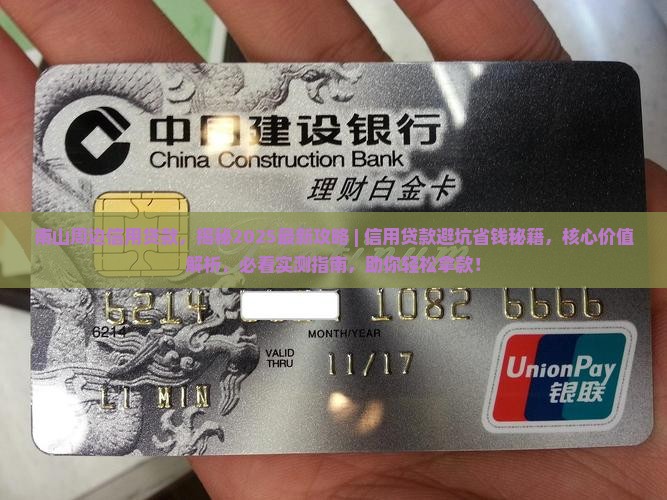 中国建设银行
China Construction Bank
理财白金卡
信用贷款，揭秘2025最新攻略 | 信用贷款避坑省钱秘籍，核心价值
解析，必看实测指南，助你轻松拿款！
6214 1082 6666
6214
MONTH/YEAR
VALID
THRU
11/17
LI MIN
UnionPay
银联